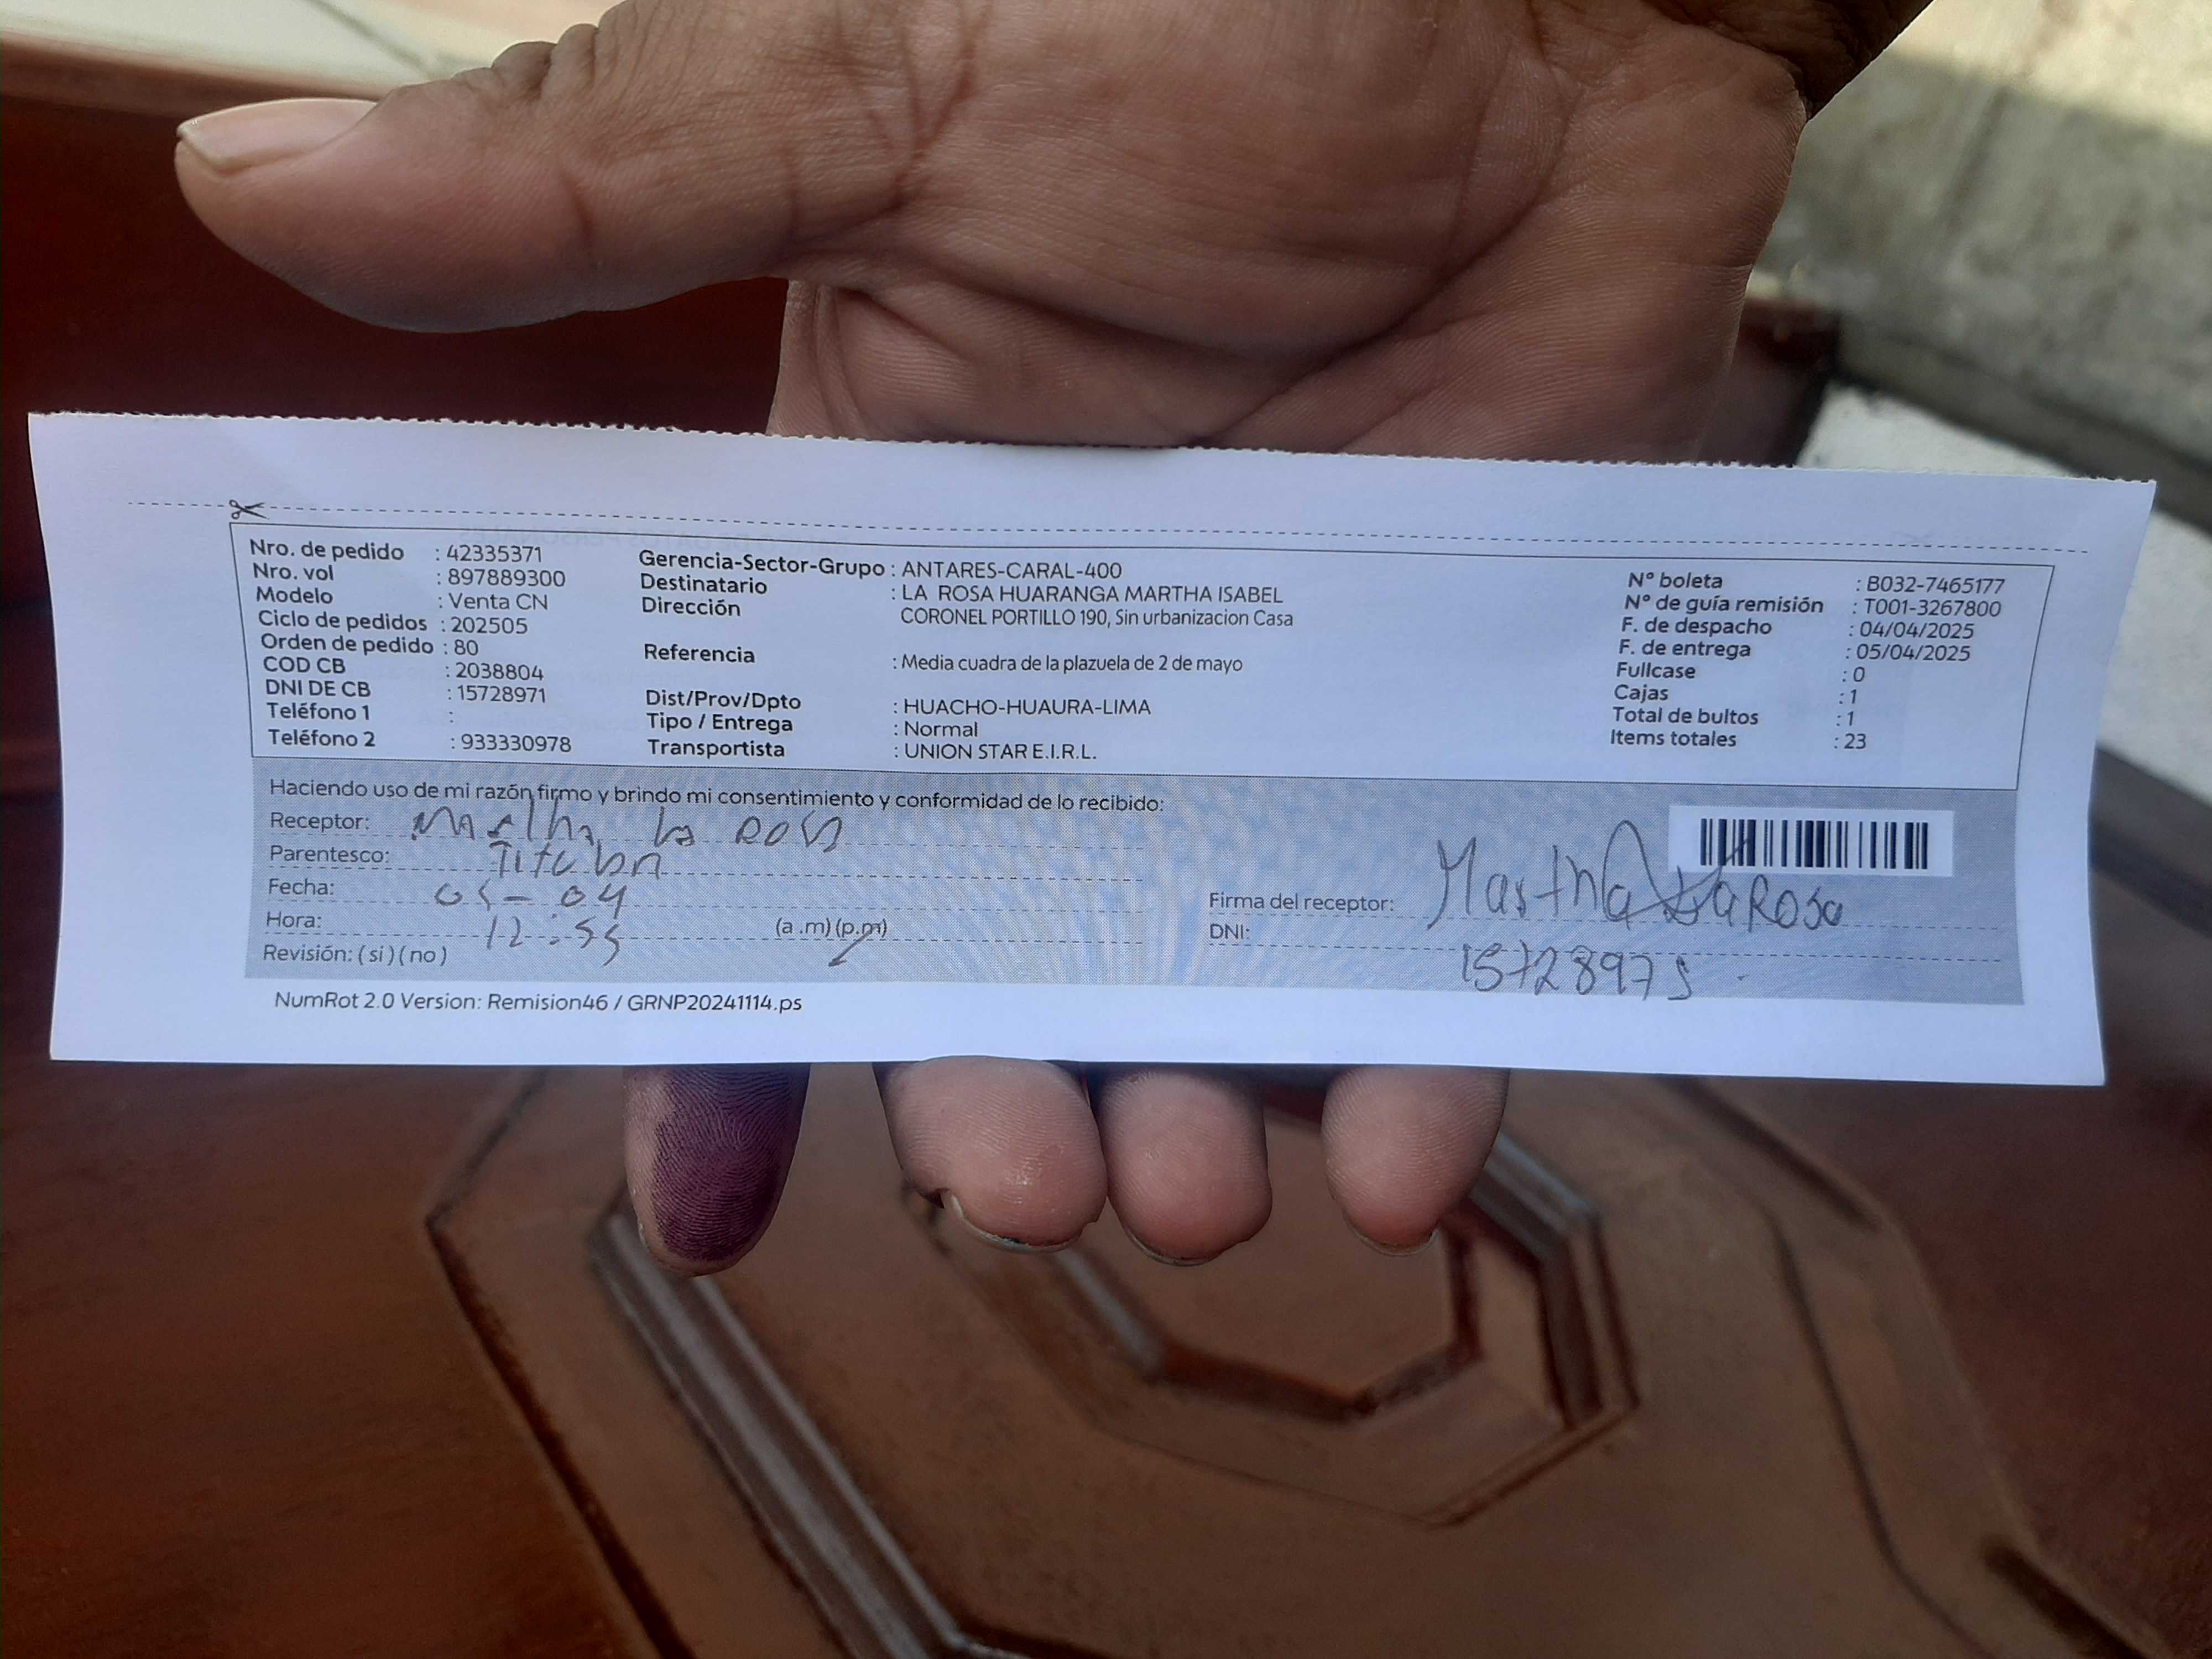 Nro. de pedido : 42335371
Nro. vol : 897889300
Modelo : Venta CN
Ciclo de pedidos : 202505
Orden de pedido : 80
COD CB : 2038804
DNI DE CB : 15728971
Teléfono 1 :
Teléfono 2 : 933330978
Gerencia-Sector-Grupo : ANTARES-CARAL-400
Destinatario : LA ROSA HUARANGA MARTHA ISABEL
Dirección CORONEL PORTILLO 190, Sin urbanizacion Casa
Referencia : Media cuadra de la plazuela de 2 de mayo
Dist/Prov/Dpto : HUACHO-HUAURA-LIMA
Tipo / Entrega : Normal
Transportista : UNION STAR E.I.R.L.
N° boleta : B032-7465177
N° de guía remisión : T001-3267800
F. de despacho : 04/04/2025
F. de entrega : 05/04/2025
Fullcase : 0
Cajas : 1
Total de bultos : 1
Items totales : 23
Haciendo uso de mi razón firmo y brindo mi consentimiento y conformidad de lo recibido:
Receptor: Martha La Rosa
Parentesco: Titular
Fecha: 05-04
Hora: 12:55 (a .m) (p.m)
Revisión: ( si ) ( no )
Firma del receptor: Martha La Rosa
DNI:
NumRot 2.0 Version: Remision46 / GRNP20241114.ps